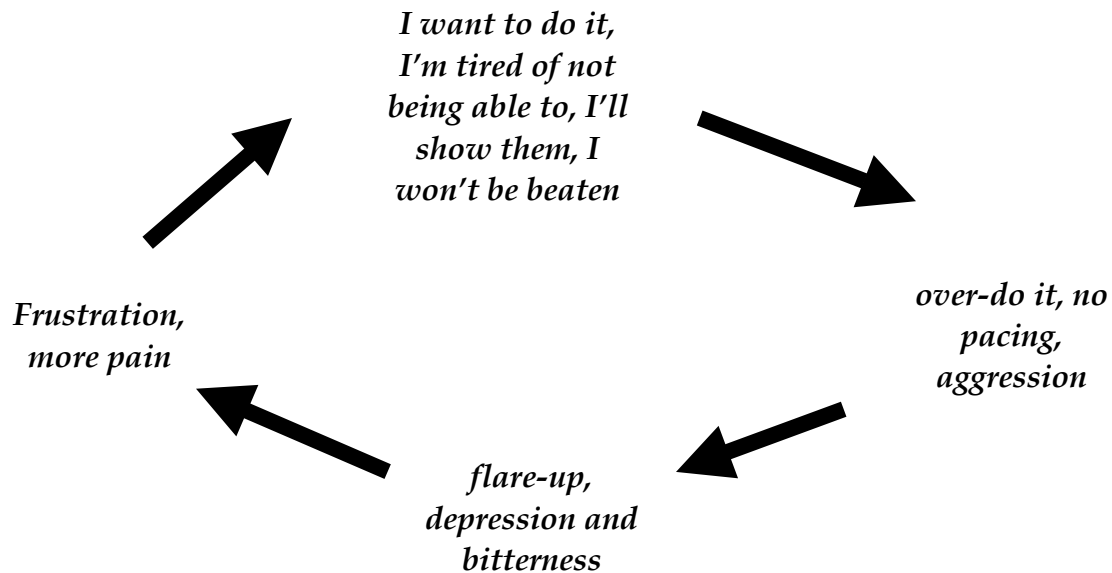 I want to do it,
I'm tired of not
being able to, I'll
show them, I
won't be beaten
over-do it, no
pacing,
aggression
flare-up,
depression and
bitterness
Frustration,
more pain